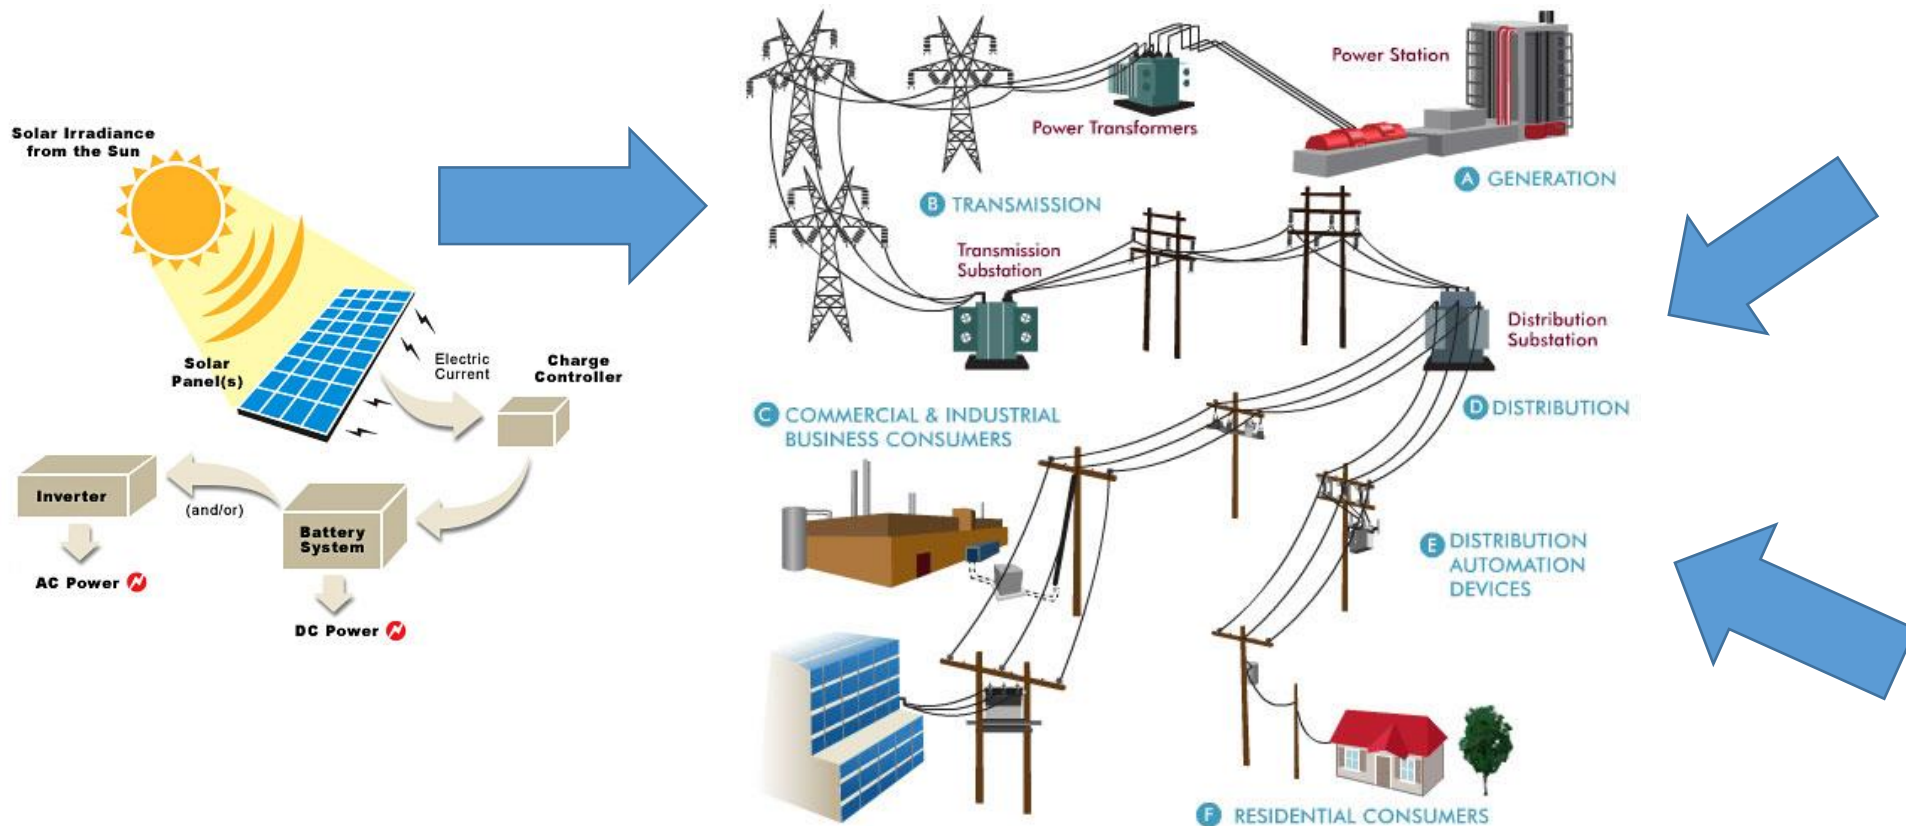 Solar Irradiance
from the Sun
Solar
Panel(s)
Electric
Current
Charge
Controller
Inverter
(and/or)
Battery
System
AC Power
DC Power
Power Station
Power Transformers
A GENERATION
B TRANSMISSION
Transmission
Substation
Distribution
Substation
C COMMERCIAL & INDUSTRIAL
BUSINESS CONSUMERS
D DISTRIBUTION
E DISTRIBUTION
AUTOMATION
DEVICES
F RESIDENTIAL CONSUMERS